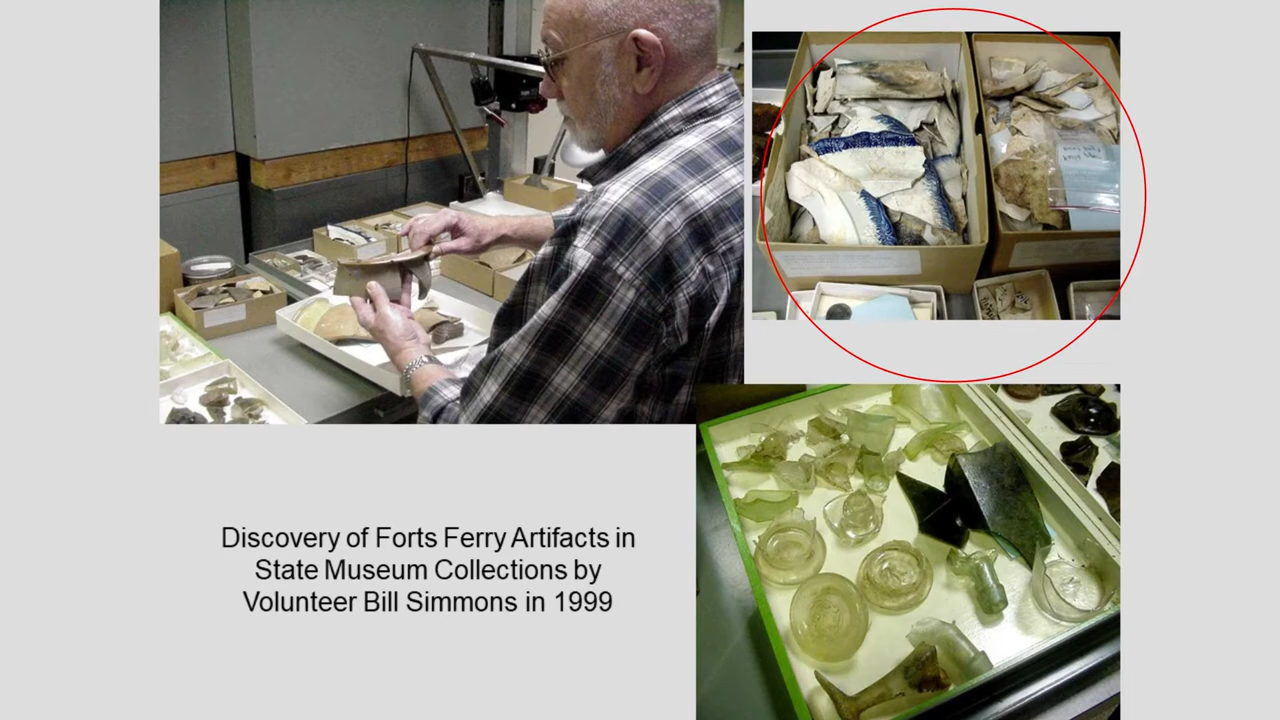 Discovery of Forts Ferry Artifacts in
State Museum Collections by
Volunteer Bill Simmons in 1999